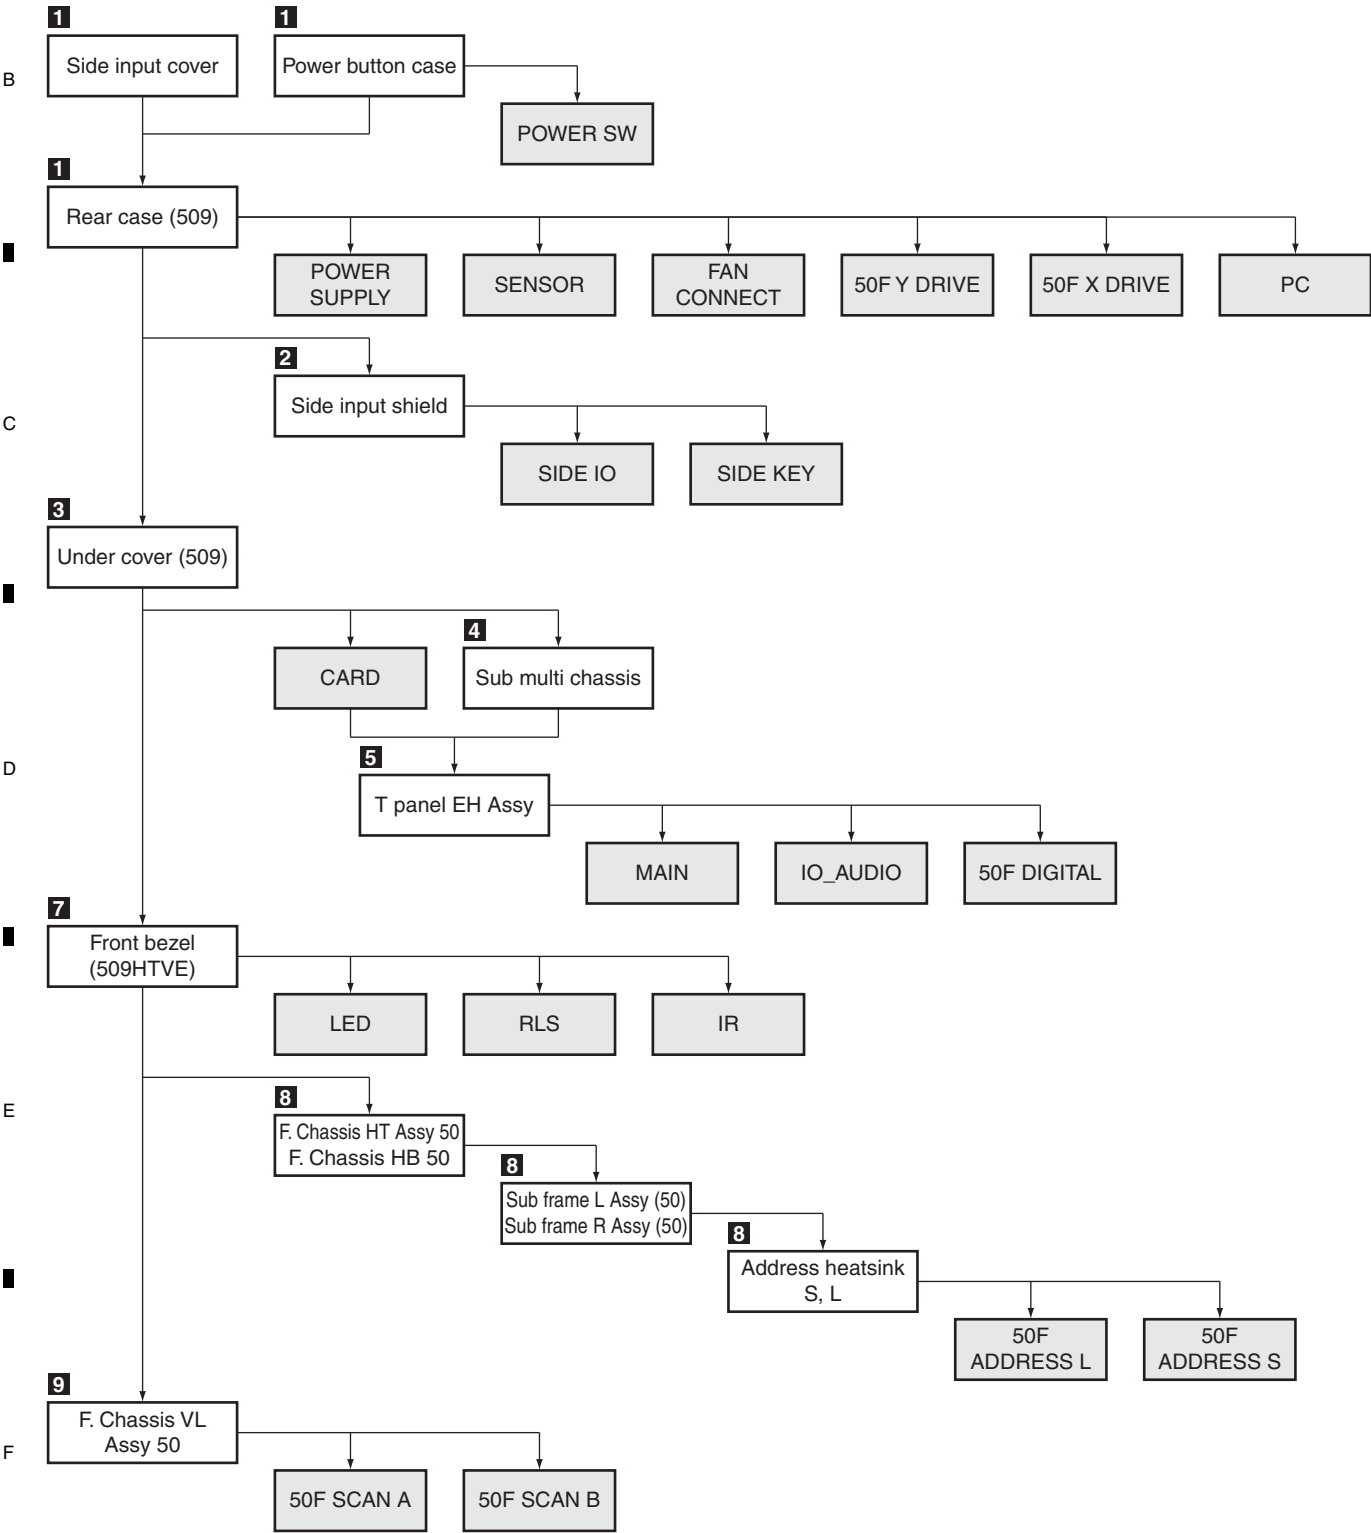 1
1
Side input cover
Power button case
B
POWER SW
1
Rear case (509)
POWER
SUPPLY
SENSOR
FAN
CONNECT
50F Y DRIVE
50F X DRIVE
PC
2
Side input shield
C
SIDE IO
SIDE KEY
3
Under cover (509)
4
CARD
Sub multi chassis
D
5
T panel EH Assy
MAIN
IO_AUDIO
50F DIGITAL
7
Front bezel
(509HTVE)
LED
RLS
IR
E
8
F. Chassis HT Assy 50
F. Chassis HB 50
8
Sub frame L Assy (50)
Sub frame R Assy (50)
8
Address heatsink
S, L
50F
ADDRESS L
50F
ADDRESS S
9
F. Chassis VL
Assy 50
F
50F SCAN A
50F SCAN B